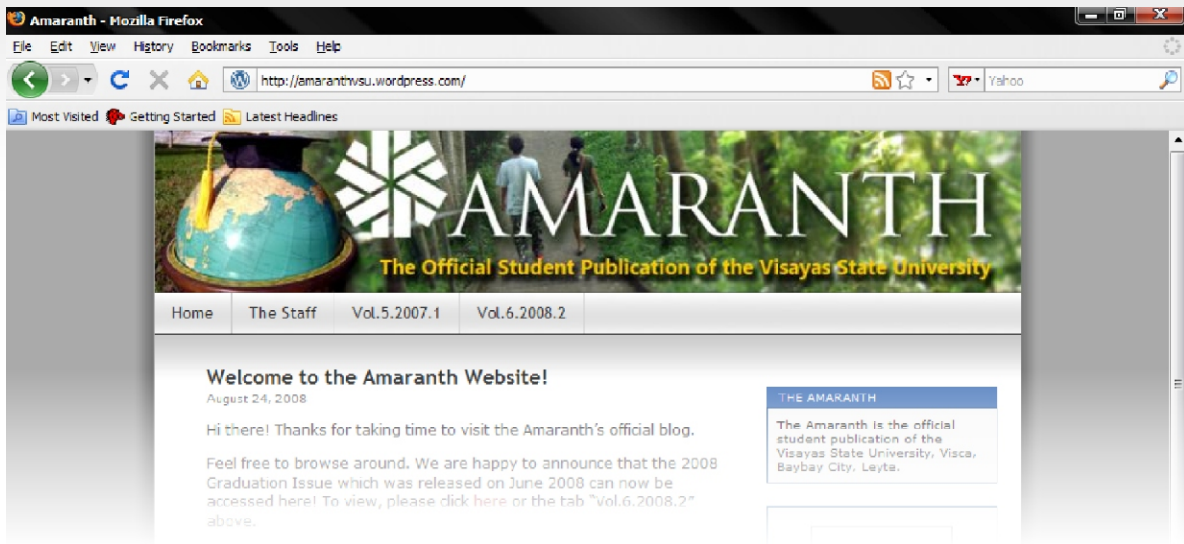 Amaranth - Mozilla Firefox
File Edit View History Bookmarks Tools Help
http://amaranthvsu.wordpress.com/
Yahoo
Most Visited Getting Started Latest Headlines
AMARANTH
The Official Student Publication of the Visayas State University
Home The Staff Vol.5.2007.1 Vol.6.2008.2
Welcome to the Amaranth Website!
August 24, 2008
Hi there! Thanks for taking time to visit the Amaranth's official blog.
Feel free to browse around. We are happy to announce that the 2008
Graduation Issue which was released on June 2008 can now be
accessed here! To view, please click here or the tab "Vol.6.2008.2"
above.
THE AMARANTH
The Amaranth is the official
student publication of the
Visayas State University, Visca,
Baybay City, Leyte.